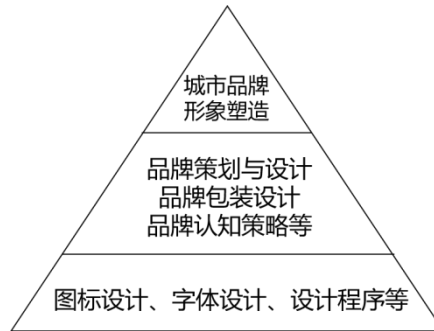 城市品牌
形象塑造
品牌策划与设计
品牌包装设计
品牌认知策略等
图标设计、字体设计、设计程序等